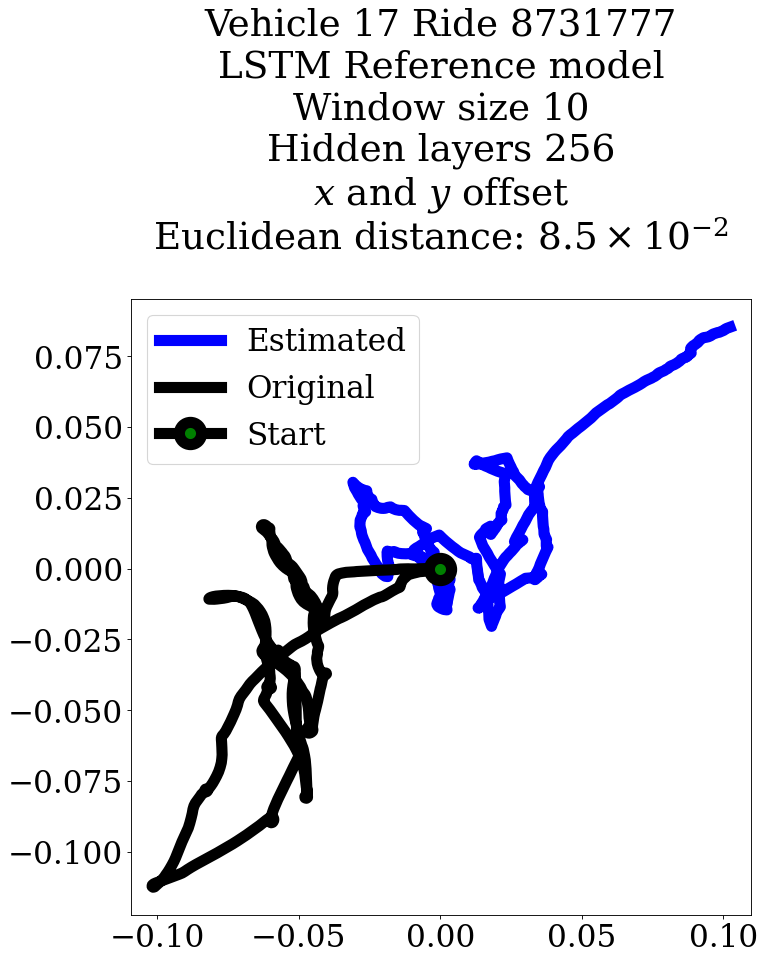 Vehicle 17 Ride 8731777
LSTM Reference model
Window size 10
Hidden layers 256
x and y offset
Euclidean distance: 8.5 × 10⁻²
Estimated
Original
Start
0.075
0.050
0.025
0.000
−0.025
−0.050
−0.075
−0.100
−0.10 −0.05 0.00 0.05 0.10